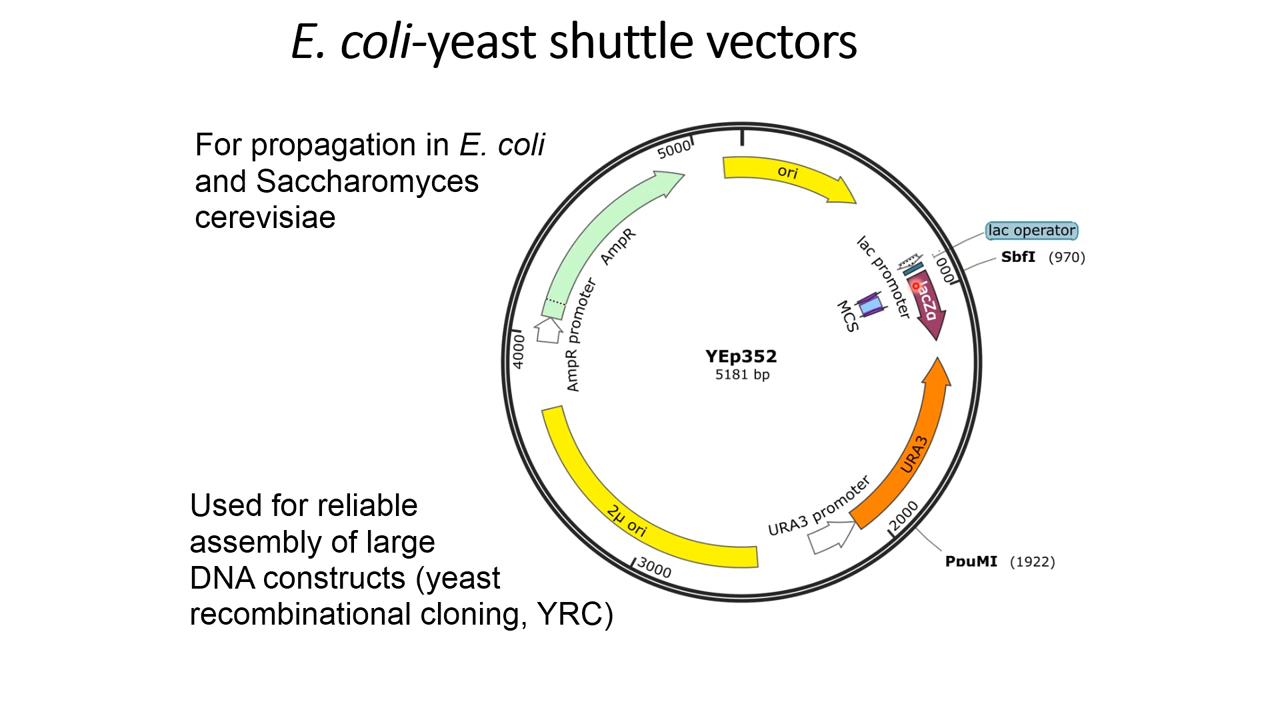 E. coli-yeast shuttle vectors
For propagation in E. coli
and Saccharomyces
cerevisiae
5000
ori
AmpR
lac promoter
lac operator
1000
SbfI (970)
lacZα
MCS
AmpR promoter
4000
YEp352
5181 bp
URA3
URA3 promoter
2000
PpuMI (1922)
2μ ori
3000
Used for reliable
assembly of large
DNA constructs (yeast
recombinational cloning, YRC)